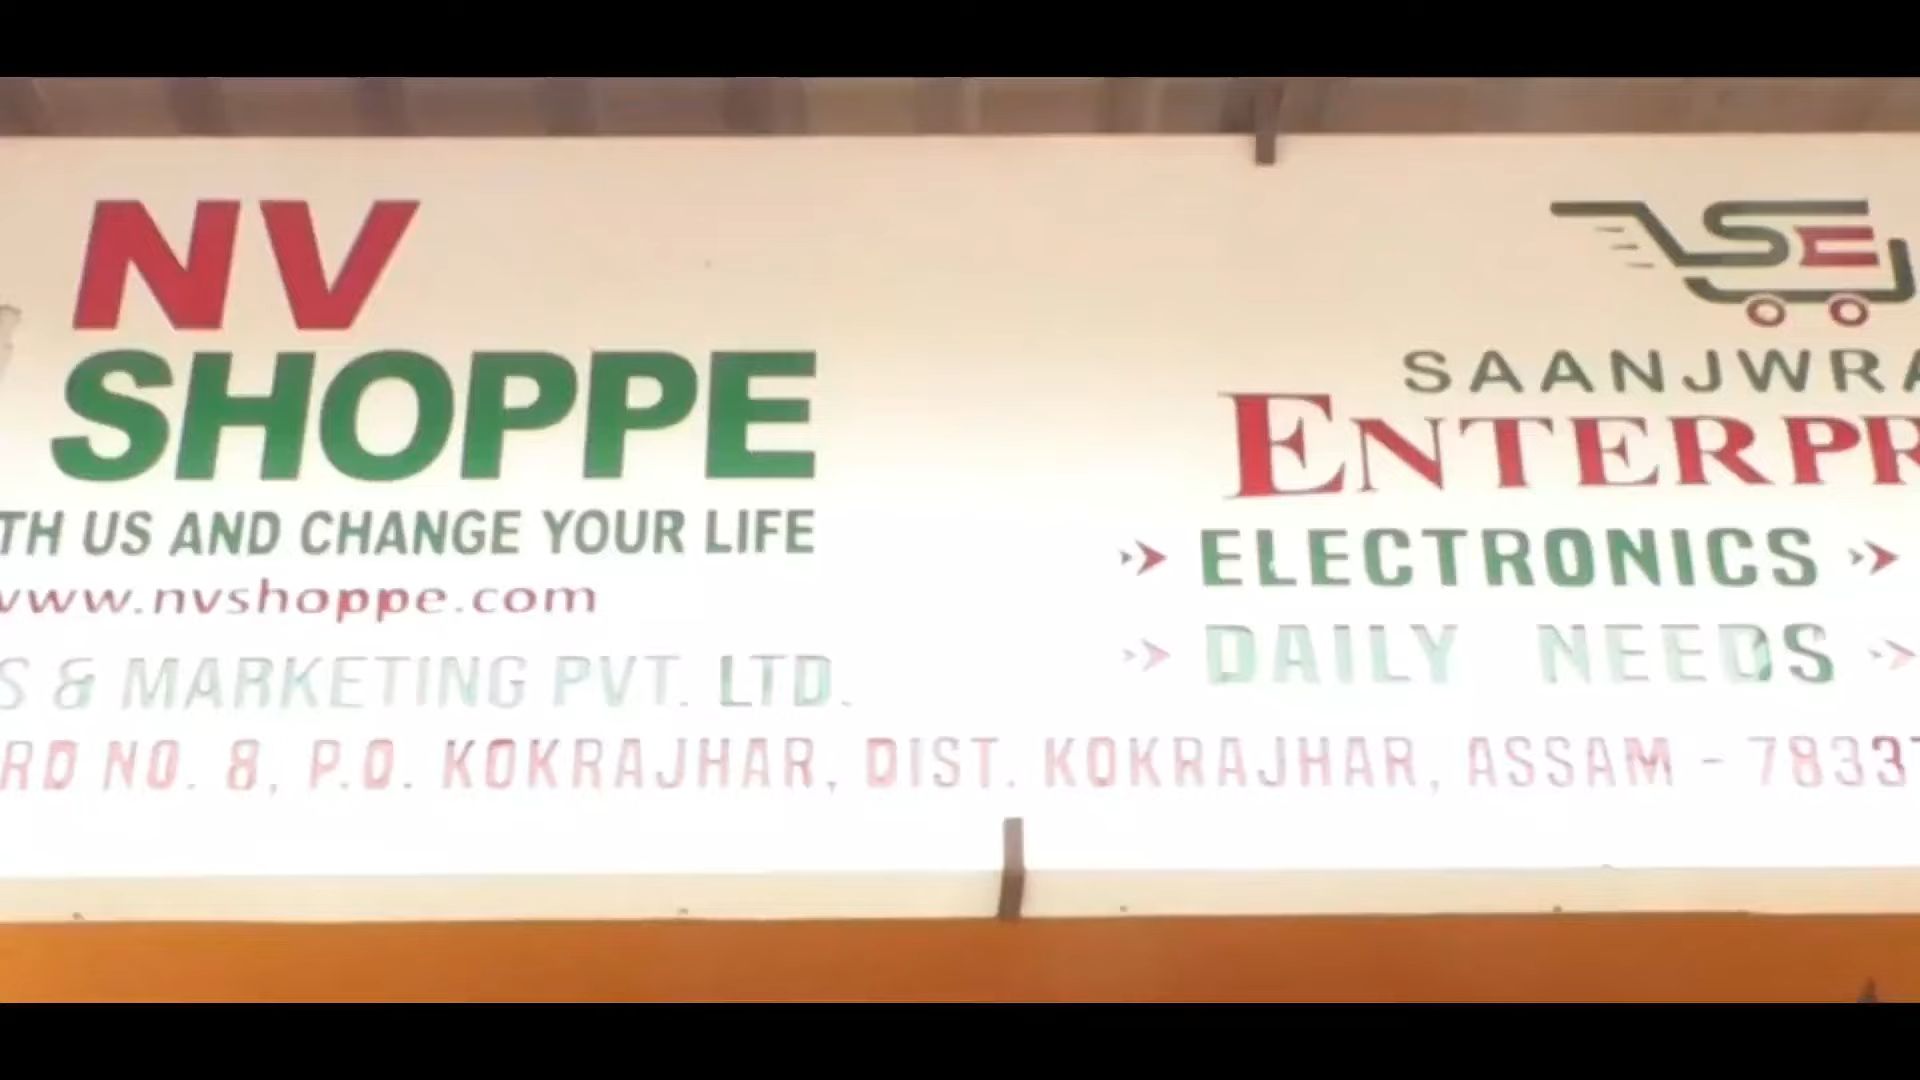 NV
SHOPPE
TH US AND CHANGE YOUR LIFE
www.nvshoppe.com
S & MARKETING PVT. LTD.
SE
SAANJWRA
ENTERPR
ELECTRONICS
DAILY NEEDS
RD NO. 8, P.O. KOKRAJHAR, DIST. KOKRAJHAR, ASSAM - 78337